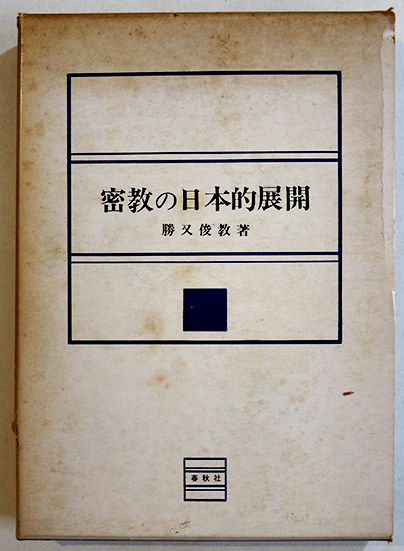 密教の日本的展開
勝又俊教著
春秋社